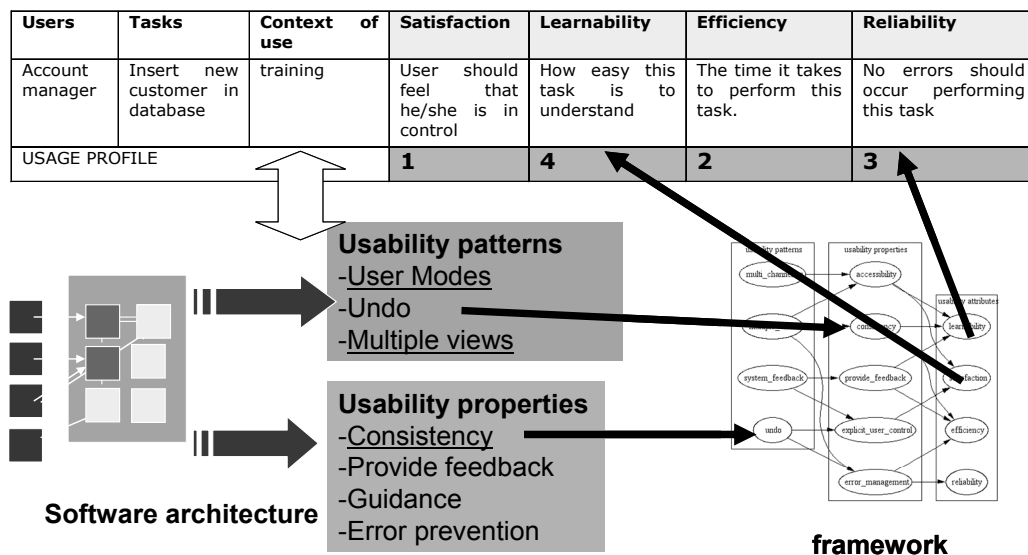 Users
Tasks
Context of
use
Satisfaction
Learnability
Efficiency
Reliability
Account
manager
Insert new
customer in
database
training
User should
feel that
he/she is in
control
How easy this
task is to
understand
The time it takes
to perform this
task.
No errors should
occur performing
this task
USAGE PROFILE
1
4
2
3
Usability patterns
-User Modes
-Undo
-Multiple views
Usability properties
-Consistency
-Provide feedback
-Guidance
-Error prevention
Software architecture
usability patterns
usability properties
usability attributes
accessibility
consistency
learnability
system_feedback
provide_feedback
undo
explicit_user_control
efficiency
error_management
reliability
framework